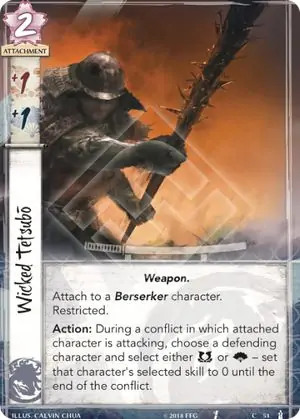 2
ATTACHMENT
+1
+1
Wicked Tetsubō
Weapon.
Attach to a Berserker character.
Restricted.
Action: During a conflict in which attached
character is attacking, choose a defending
character and select either or – set
that character's selected skill to 0 until the
end of the conflict.
ILLUS. CALVIN CHUA
©2018 FFG
C 51